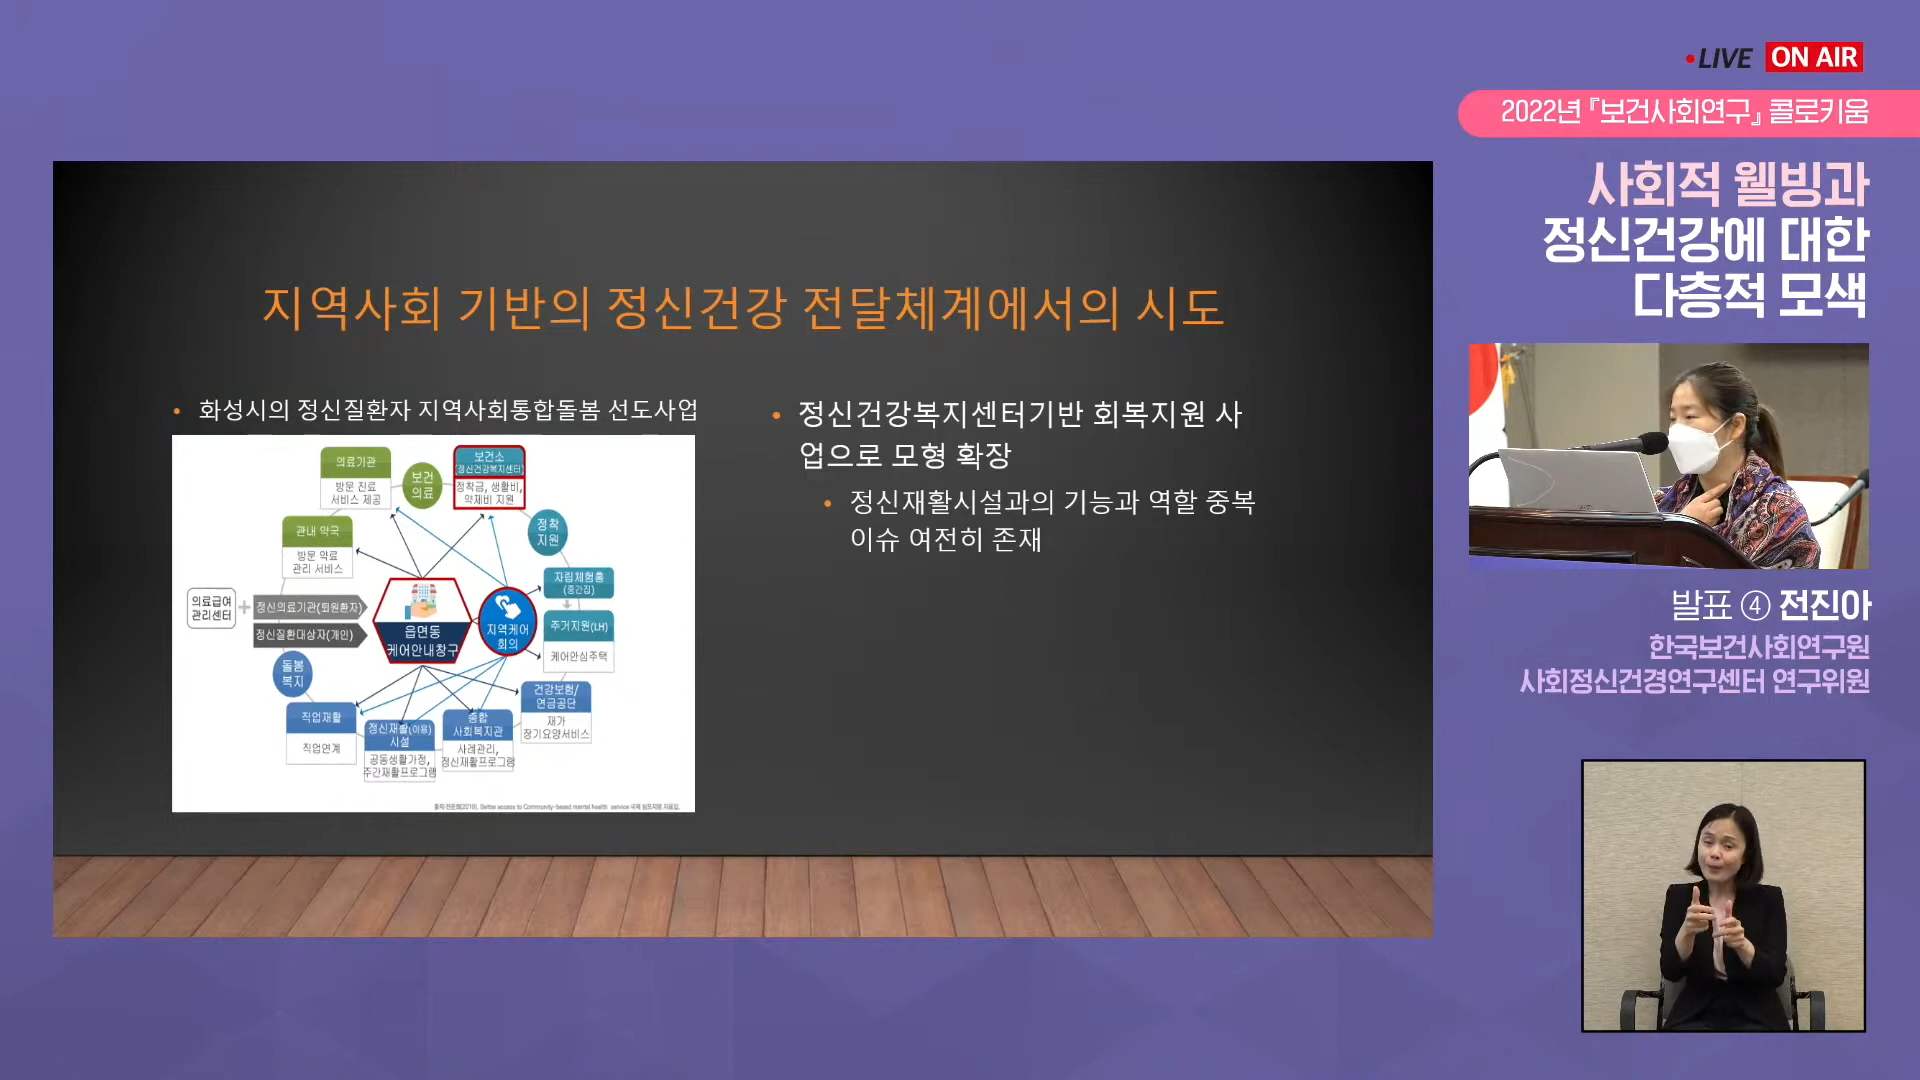 LIVE ON AIR
2022년 『보건사회연구』 콜로키움
사회적 웰빙과
정신건강에 대한
다층적 모색
지역사회 기반의 정신건강 전달체계에서의 시도
• 화성시의 정신질환자 지역사회통합돌봄 선도사업
의료기관
방문 진료
서비스 제공
보건
의료
보건소
(정신건강복지센터)
정착금, 생활비,
약제비 지원
관내 약국
방문 약료
관리 서비스
정착
지원
의료급여
관리센터
+
정신의료기관(퇴원환자)
정신질환대상자(개인)
읍면동
케어안내창구
지역케어
회의
자립체험홈
(중간집)
주거지원(LH)
케어안심주택
돌봄
복지
직업재활
직업연계
정신재활(이용)
시설
공동생활가정,
주간재활프로그램
종합
사회복지관
사례관리,
정신재활프로그램
건강보험/
연금공단
재가
장기요양서비스
Better access to Community-based mental health service 국제 심포지엄 자료집.
• 정신건강복지센터기반 회복지원 사
업으로 모형 확장
• 정신재활시설과의 기능과 역할 중복
이슈 여전히 존재
발표 ④ 전진아
한국보건사회연구원
사회정신건경연구센터 연구위원